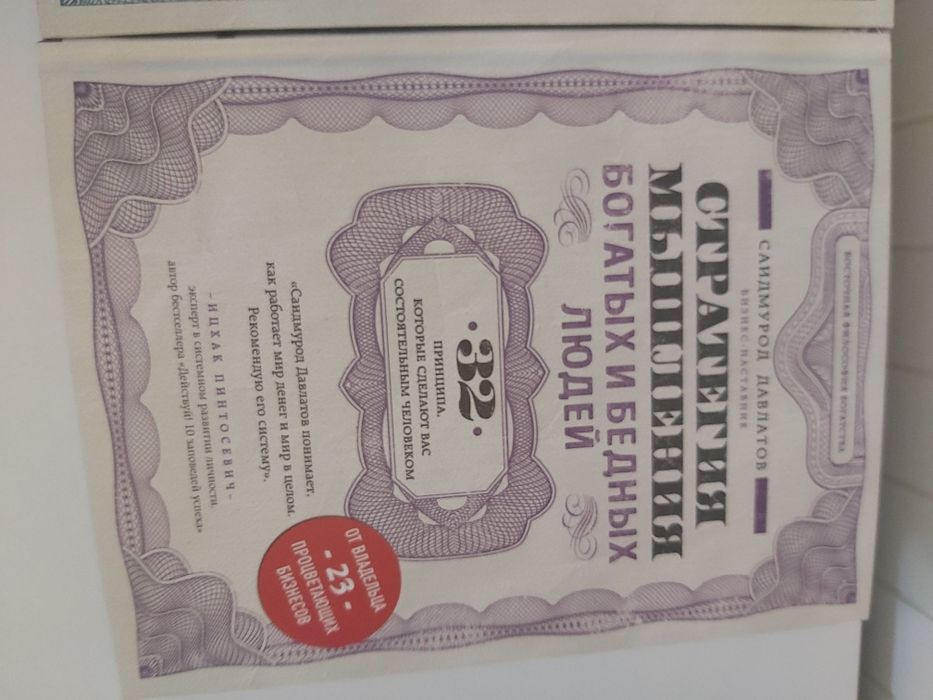 ВОСТОЧНАЯ ФИЛОСОФИЯ БОГАТСТВА
САИДМУРОД ДАВЛАТОВ
БИЗНЕС-НАСТАВНИК
СТРАТЕГИЯ
МЫШЛЕНИЯ
БОГАТЫХ И БЕДНЫХ
ЛЮДЕЙ
• 32 •
ПРИНЦИПА,
КОТОРЫЕ СДЕЛАЮТ ВАС
СОСТОЯТЕЛЬНЫМ ЧЕЛОВЕКОМ
«Саидмурод Давлатов понимает,
как работает мир денег и мир в целом.
Рекомендую его систему».
- ИЦХАК ПИНТОСЕВИЧ -
эксперт в системном развитии личности,
автор бестселлера «Действуй! 10 заповедей успеха»
ОТ ВЛАДЕЛЬЦА
- 23 -
ПРОЦВЕТАЮЩИХ
БИЗНЕСОВ